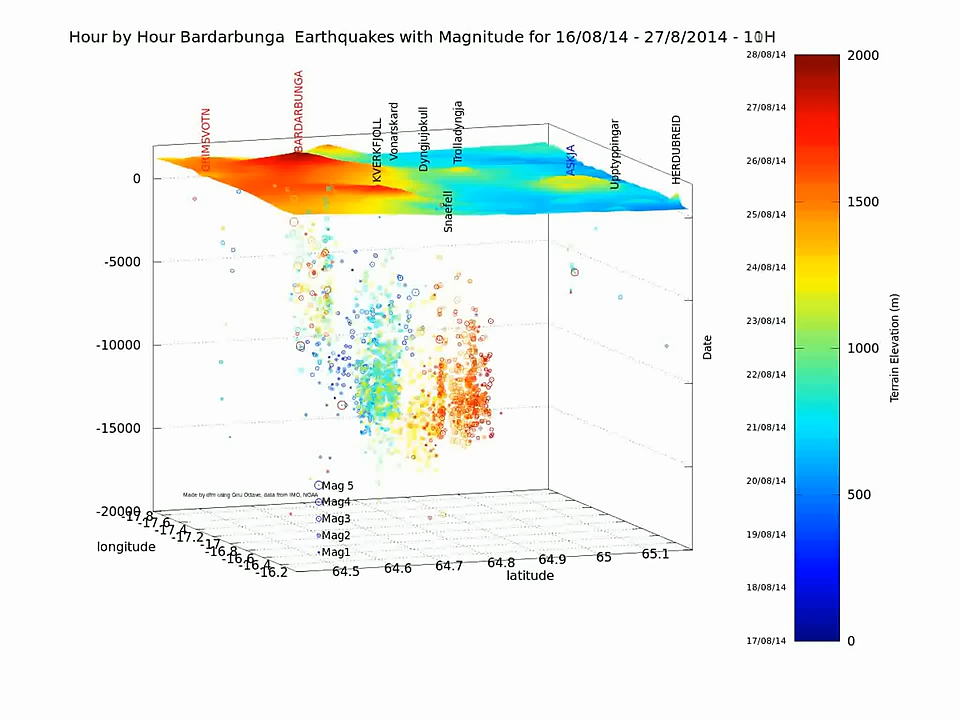 Hour by Hour Bardarbunga  Earthquakes with Magnitude for 16/08/14 - 27/8/2014 - 10H
28/08/14
2000
27/08/14
26/08/14
1500
25/08/14
24/08/14
23/08/14
1000
22/08/14
21/08/14
20/08/14
500
19/08/14
18/08/14
17/08/14
0
Terrain Elevation (m)
Date
GRIMSVOTN
BARDARBUNGA
KVERKFJOLL
Vonarskard
Dyngjujokull
Trolladyngja
Snaefell
ASKJA
Upptyppingar
HERDUBREID
0
-5000
-10000
-15000
-20000
Made by dfm using Gnu Octave, data from IMO, NOAA
Mag 5
Mag4
Mag3
Mag2
Mag1
-17.8
-17.6
-17.4
-17.2
-17
-16.8
-16.6
-16.4
-16.2
longitude
64.5
64.6
64.7
64.8
64.9
65
65.1
latitude